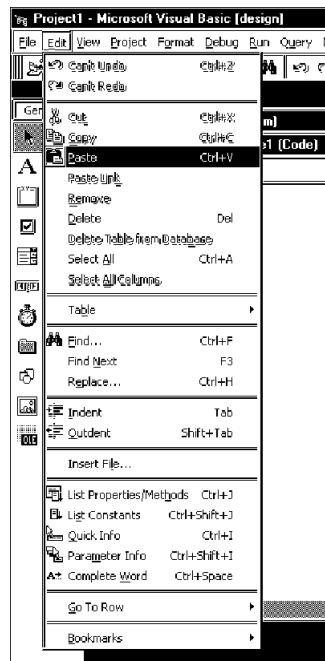 Project1 - Microsoft Visual Basic [design]
File Edit View Project Format Debug Run Query
Can't Undo Ctrl+Z
Can't Redo
Ger
Cut Ctrl+X
m)
Copy Ctrl+C
e1 (Code)
Paste Ctrl+V
A
Paste Link
Remove
Delete Del
Delete Table from Database
Select All Ctrl+A
Select All Columns
Table
Find... Ctrl+F
Find Next F3
Replace... Ctrl+H
Indent Tab
Outdent Shift+Tab
OLE
Insert File...
List Properties/Methods Ctrl+J
List Constants Ctrl+Shift+J
Quick Info Ctrl+I
Parameter Info Ctrl+Shift+I
A Complete Word Ctrl+Space
Go To Row
Bookmarks